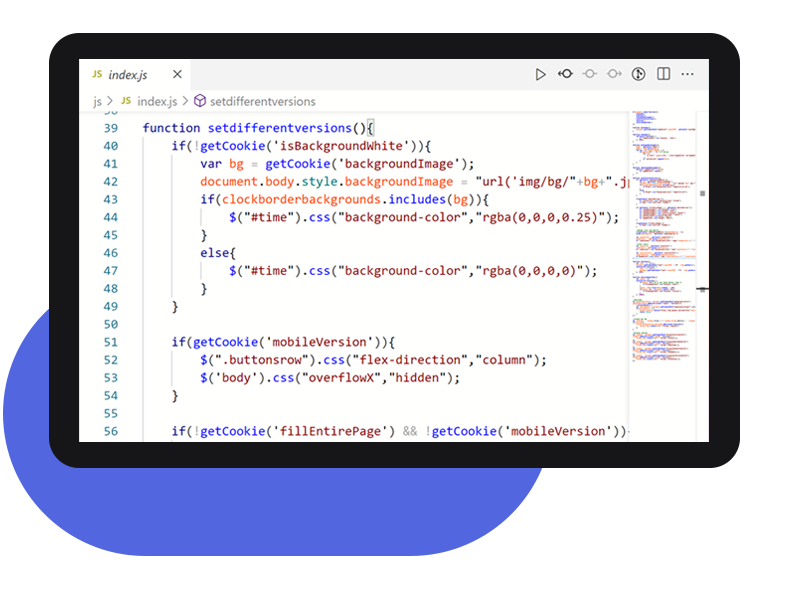 JS index.js
js > JS index.js > setdifferentversions
39 function setdifferentversions(){
40 if(!getCookie('isBackgroundWhite')){
41 var bg = getCookie('backgroundImage');
42 document.body.style.backgroundImage = "url('img/bg/"+bg+".j
43 if(clockborderbackgrounds.includes(bg)){
44 $("#time").css("background-color","rgba(0,0,0,0.25)");
45 }
46 else{
47 $("#time").css("background-color","rgba(0,0,0,0)");
48 }
49 }
50
51 if(getCookie('mobileVersion')){
52 $(".buttonsrow").css("flex-direction","column");
53 $('body').css("overflowX","hidden");
54 }
55
56 if(!getCookie('fillEntirePage') && !getCookie('mobileVersion'))